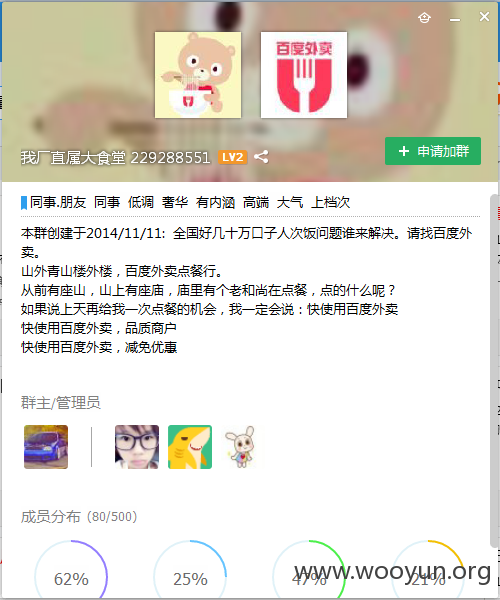 百度外卖
我厂直属大食堂 229288551 LV2
+ 申请加群
同事.朋友 同事 低调 奢华 有内涵 高端 大气 上档次
本群创建于2014/11/11: 全国好几十万口子人次饭问题谁来解决。请找百度外
卖。
山外青山楼外楼，百度外卖点餐行。
从前有座山，山上有座庙，庙里有个老和尚在点餐，点的什么呢？
如果说上天再给我一次点餐的机会，我一定会说：快使用百度外卖
快使用百度外卖，品质商户
快使用百度外卖，减免优惠
群主/管理员
成员分布 (80/500)
62% 25% 47% 21%
www.wooyun.org